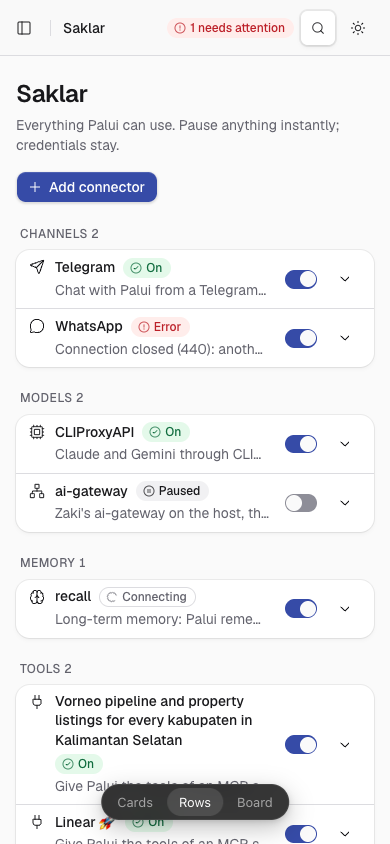 Saklar
1 needs attention
Saklar
Everything Palui can use. Pause anything instantly;
credentials stay.
Add connector
CHANNELS 2
Telegram On
Chat with Palui from a Telegram…
WhatsApp Error
Connection closed (440): anoth…
MODELS 2
CLIProxyAPI On
Claude and Gemini through CLI…
ai-gateway Paused
Zaki's ai-gateway on the host, th…
MEMORY 1
recall Connecting
Long-term memory: Palui reme…
TOOLS 2
Vorneo pipeline and property
listings for every kabupaten in
Kalimantan Selatan
On
Give Palui the tools of an MCP s…
Cards Rows Board
Linear 🚀 On
Give Palui the tools of an MCP s…